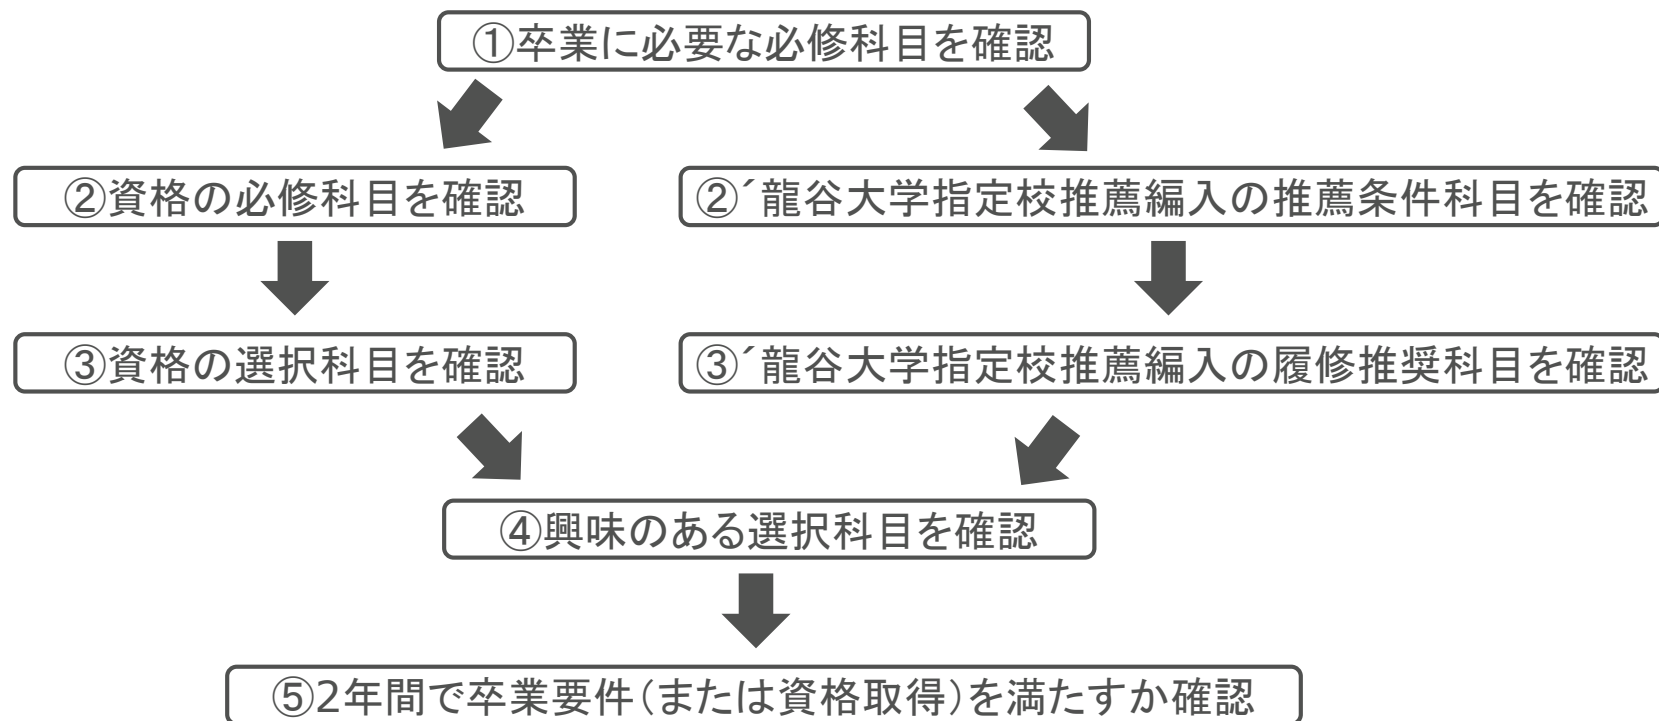 ①卒業に必要な必修科目を確認
②資格の必修科目を確認
②´龍谷大学指定校推薦編入の推薦条件科目を確認
③資格の選択科目を確認
③´龍谷大学指定校推薦編入の履修推奨科目を確認
④興味のある選択科目を確認
⑤2年間で卒業要件（または資格取得）を満たすか確認